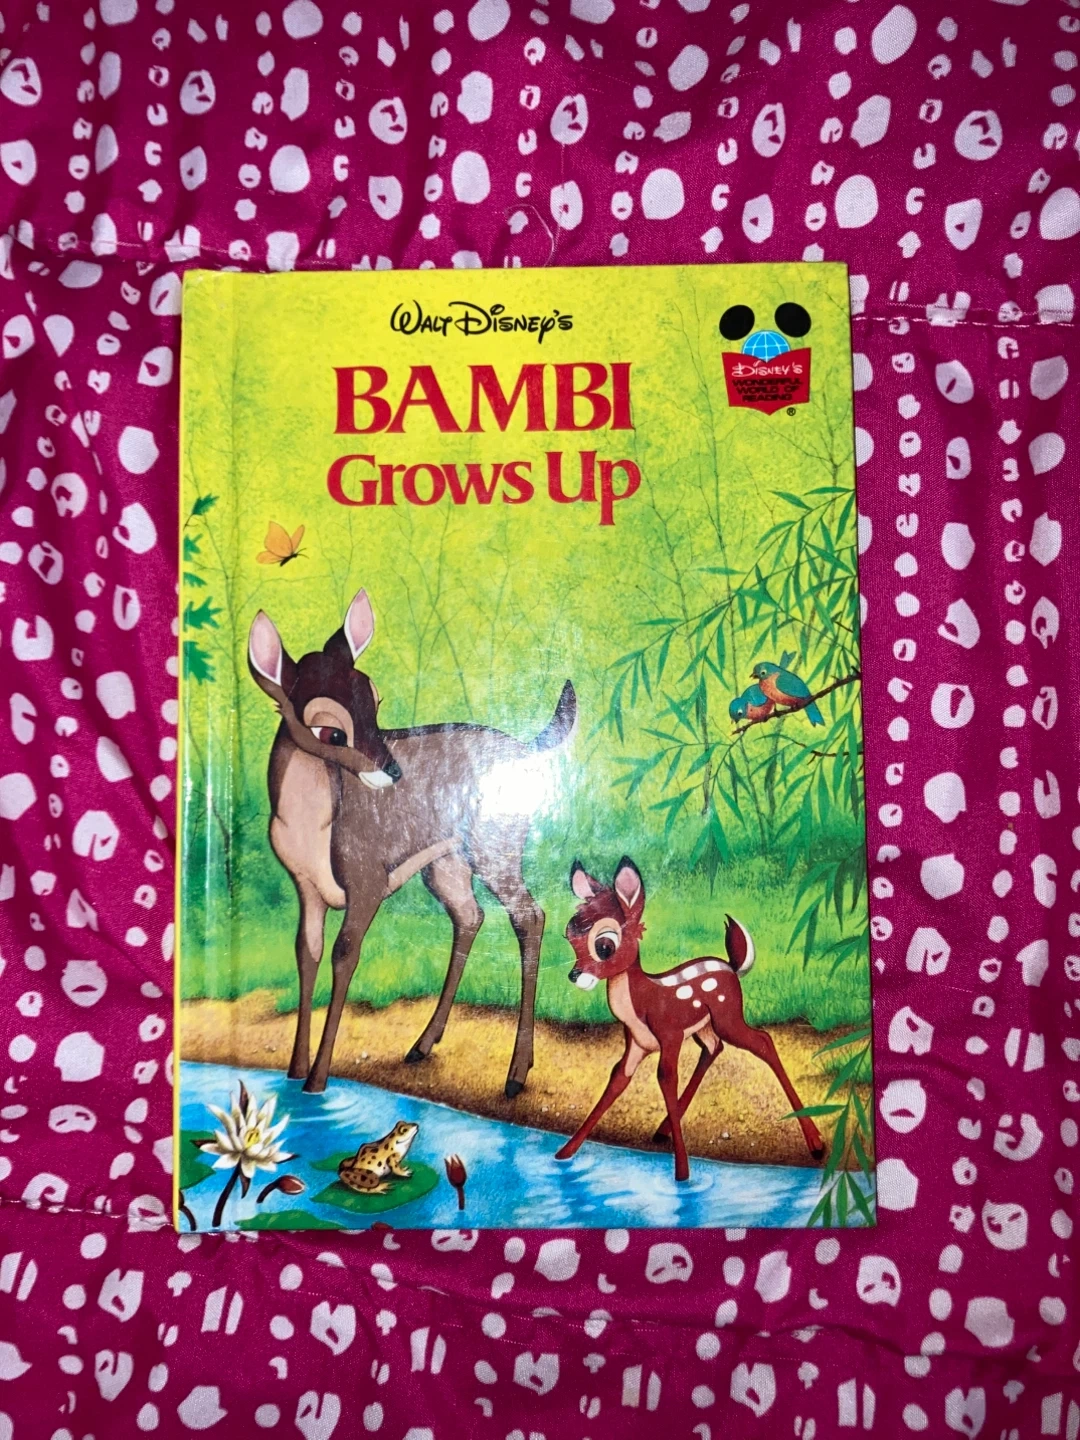 Walt Disney's
BAMBI
Grows Up
Disney's
WONDERFUL
WORLD OF
READING
®